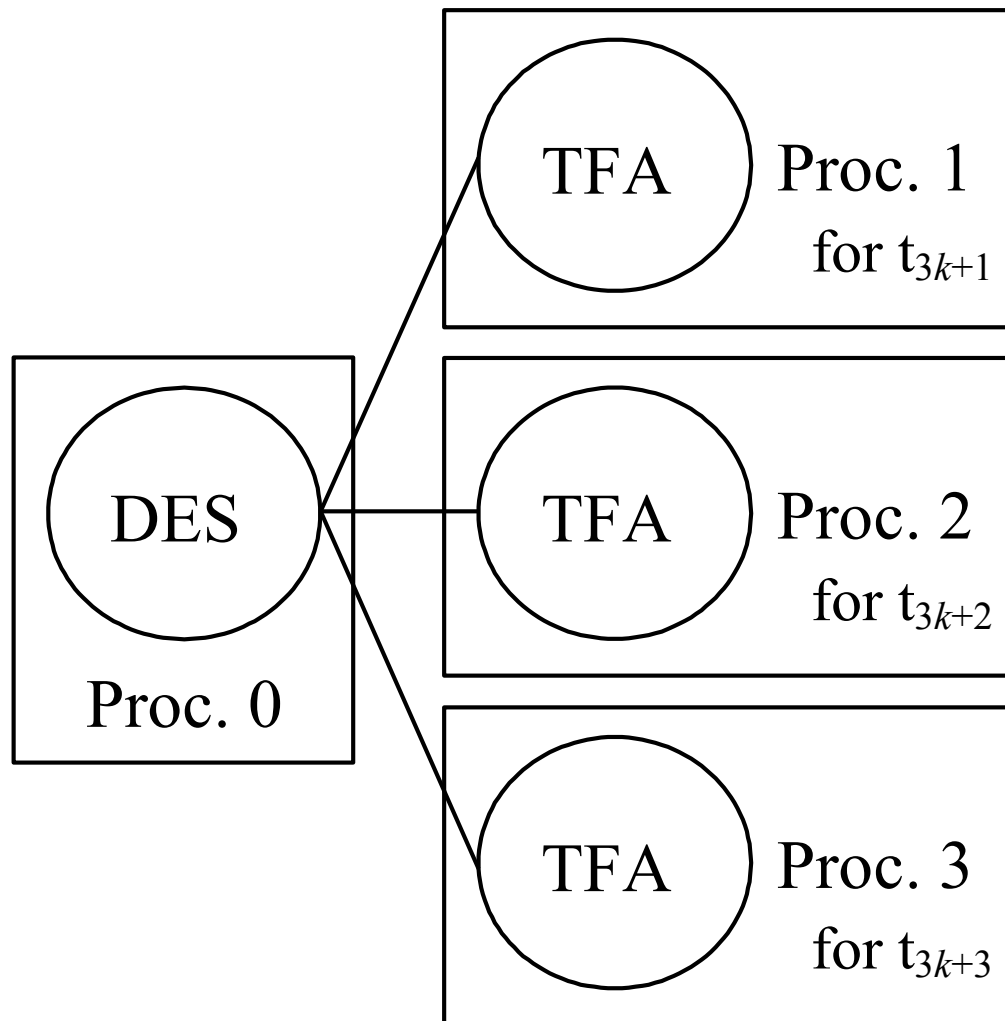 TFA
Proc. 1
for t₃ₖ₊₁
DES
Proc. 0
TFA
Proc. 2
for t₃ₖ₊₂
TFA
Proc. 3
for t₃ₖ₊₃